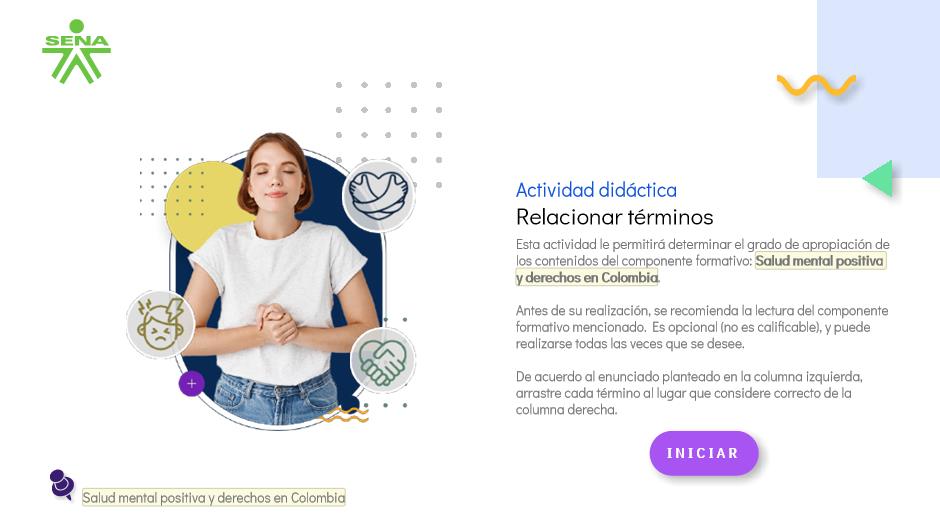 SENA
Actividad didáctica
Relacionar términos
Esta actividad le permitirá determinar el grado de apropiación de
los contenidos del componente formativo: Salud mental positiva
y derechos en Colombia.
Antes de su realización, se recomienda la lectura del componente
formativo mencionado. Es opcional (no es calificable), y puede
realizarse todas las veces que se desee.
De acuerdo al enunciado planteado en la columna izquierda,
arrastre cada término al lugar que considere correcto de la
columna derecha.
INICIAR
Salud mental positiva y derechos en Colombia